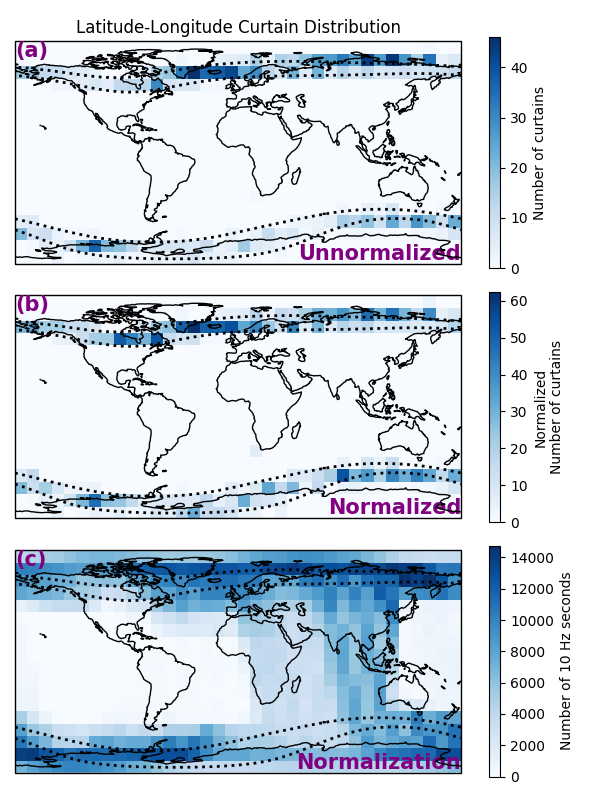 Latitude-Longitude Curtain Distribution
(a)
Unnormalized
40
30
20
10
0
Number of curtains
(b)
Normalized
60
50
40
30
20
10
0
Normalized
Number of curtains
(c)
Normalization
14000
12000
10000
8000
6000
4000
2000
0
Number of 10 Hz seconds